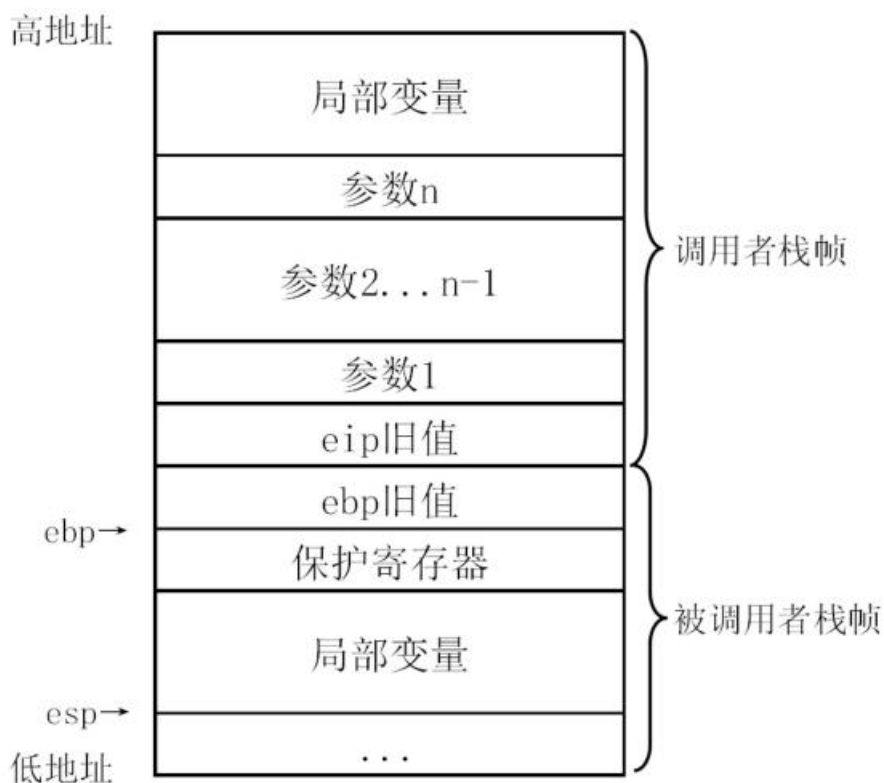 高地址
局部变量
参数n
参数2...n-1
调用者栈帧
参数1
eip旧值
ebp旧值
ebp→
保护寄存器
被调用者栈帧
局部变量
esp→
...
低地址